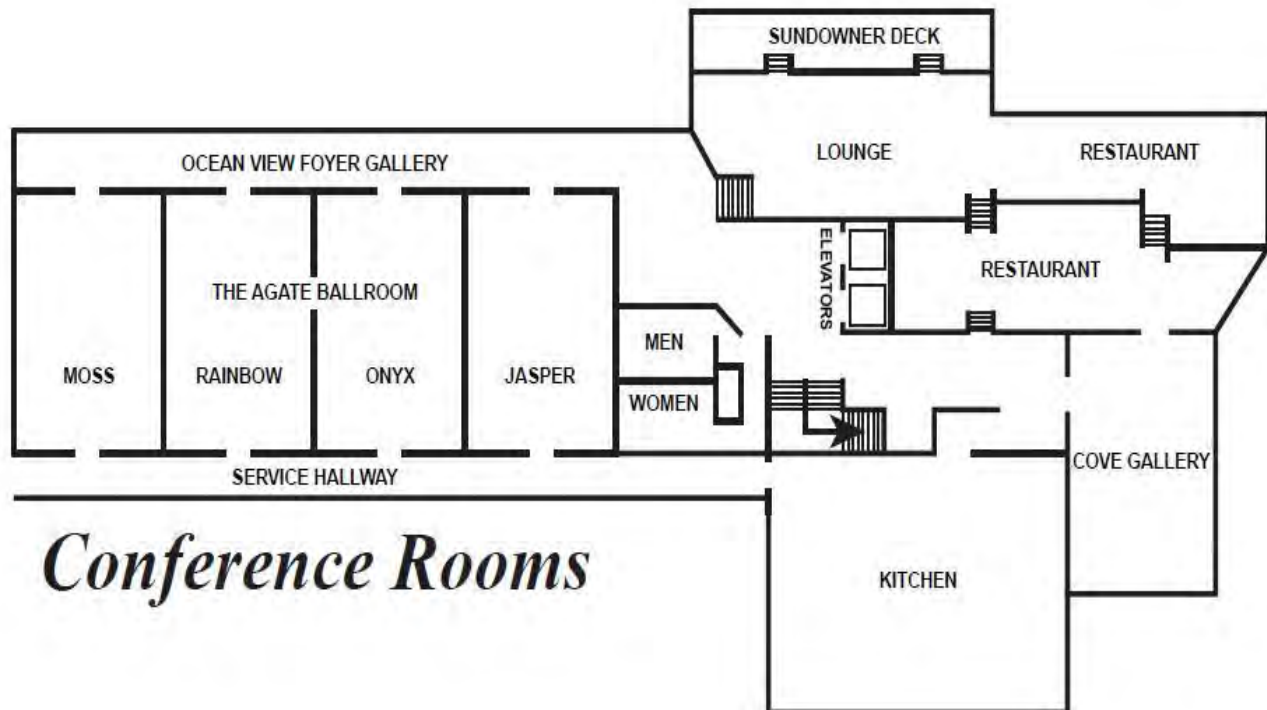 SUNDOWNER DECK
LOUNGE
RESTAURANT
OCEAN VIEW FOYER GALLERY
ELEVATORS
RESTAURANT
THE AGATE BALLROOM
MEN
MOSS
RAINBOW
ONYX
JASPER
WOMEN
COVE GALLERY
SERVICE HALLWAY
Conference Rooms
KITCHEN